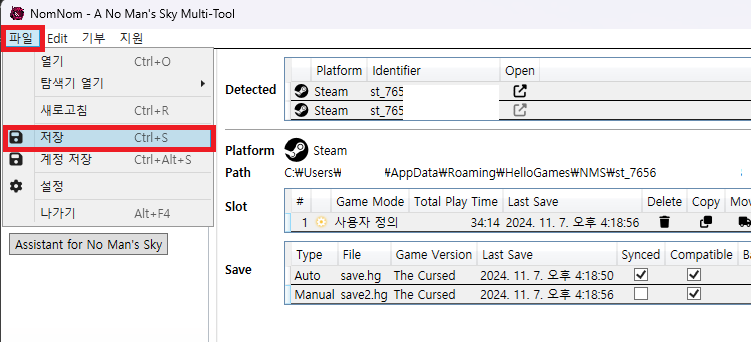 NomNom - A No Man's Sky Multi-Tool
파일 Edit 기부 지원
열기 Ctrl+O
탐색기 열기
새로고침 Ctrl+R
저장 Ctrl+S
계정 저장 Ctrl+Alt+S
설정
나가기 Alt+F4
Assistant for No Man's Sky
Detected
Platform Identifier Open
Steam st_765
Steam st_765
Platform Steam
Path C:₩Users₩ ₩AppData₩Roaming₩HelloGames₩NMS₩st_7656
Slot
# Game Mode Total Play Time Last Save Delete Copy Mov
1 사용자 정의 34:14 2024. 11. 7. 오후 4:18:56
Save
Type File Game Version Last Save Synced Compatible Ba
Auto save.hg The Cursed 2024. 11. 7. 오후 4:18:50
Manual save2.hg The Cursed 2024. 11. 7. 오후 4:18:56